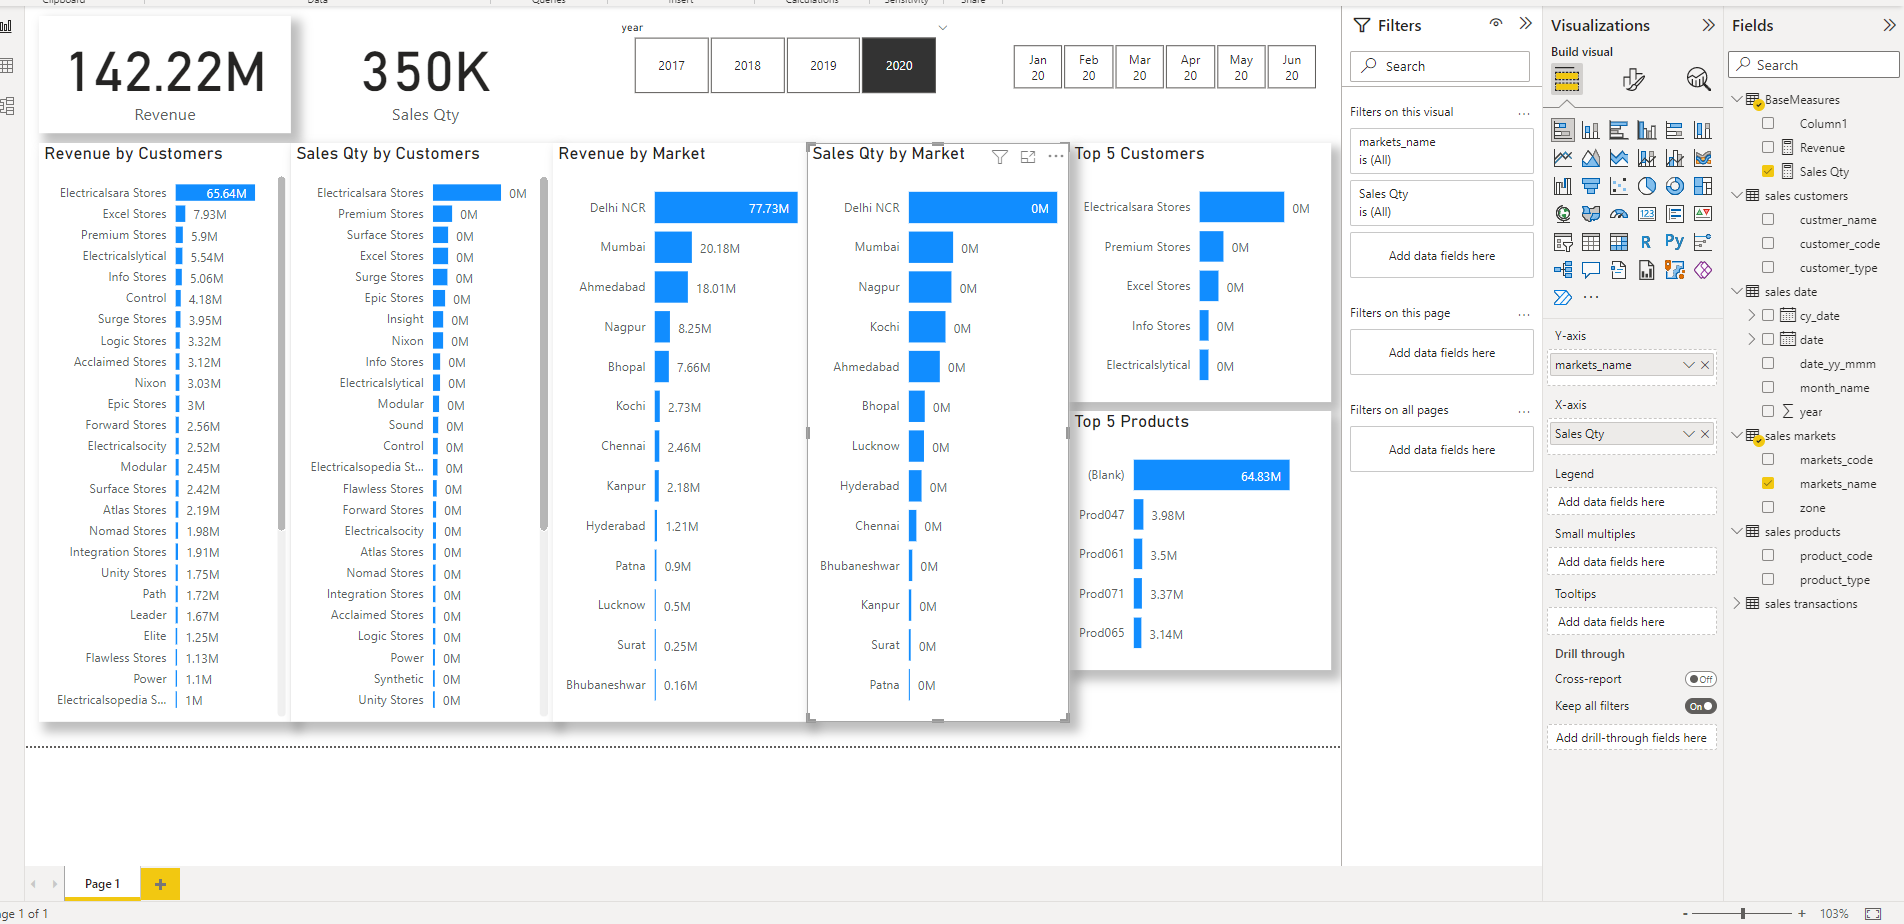 Clipboard
Data
Queries
Insert
Calculations
Sensitivity
Share
142.22M
Revenue
350K
Sales Qty
year
2017
2018
2019
2020
Jan
20
Feb
20
Mar
20
Apr
20
May
20
Jun
20
Revenue by Customers
Electricalsara Stores 65.64M
Excel Stores 7.93M
Premium Stores 5.9M
Electricalslytical 5.54M
Info Stores 5.06M
Control 4.18M
Surge Stores 3.95M
Logic Stores 3.32M
Acclaimed Stores 3.12M
Nixon 3.03M
Epic Stores 3M
Forward Stores 2.56M
Electricalsocity 2.52M
Modular 2.45M
Surface Stores 2.42M
Atlas Stores 2.19M
Nomad Stores 1.98M
Integration Stores 1.91M
Unity Stores 1.75M
Path 1.72M
Leader 1.67M
Elite 1.25M
Flawless Stores 1.13M
Power 1.1M
Electricalsopedia S... 1M
Sales Qty by Customers
Electricalsara Stores 0M
Premium Stores 0M
Surface Stores 0M
Excel Stores 0M
Surge Stores 0M
Epic Stores 0M
Insight 0M
Nixon 0M
Info Stores 0M
Electricalslytical 0M
Modular 0M
Sound 0M
Control 0M
Electricalsopedia St... 0M
Flawless Stores 0M
Forward Stores 0M
Electricalsocity 0M
Atlas Stores 0M
Nomad Stores 0M
Integration Stores 0M
Acclaimed Stores 0M
Logic Stores 0M
Power 0M
Synthetic 0M
Unity Stores 0M
Revenue by Market
Delhi NCR 77.73M
Mumbai 20.18M
Ahmedabad 18.01M
Nagpur 8.25M
Bhopal 7.66M
Kochi 2.73M
Chennai 2.46M
Kanpur 2.18M
Hyderabad 1.21M
Patna 0.9M
Lucknow 0.5M
Surat 0.25M
Bhubaneshwar 0.16M
Sales Qty by Market
Delhi NCR 0M
Mumbai 0M
Nagpur 0M
Kochi 0M
Ahmedabad 0M
Bhopal 0M
Lucknow 0M
Hyderabad 0M
Chennai 0M
Bhubaneshwar 0M
Kanpur 0M
Surat 0M
Patna 0M
Top 5 Customers
Electricalsara Stores 0M
Premium Stores 0M
Excel Stores 0M
Info Stores 0M
Electricalslytical 0M
Top 5 Products
(Blank) 64.83M
Prod047 3.98M
Prod061 3.5M
Prod071 3.37M
Prod065 3.14M
Filters
Search
Filters on this visual ...
markets_name
is (All)
Sales Qty
is (All)
Add data fields here
Filters on this page ...
Add data fields here
Filters on all pages ...
Add data fields here
Visualizations
Build visual
123
R
Py
...
Y-axis
markets_name
X-axis
Sales Qty
Legend
Add data fields here
Small multiples
Add data fields here
Tooltips
Add data fields here
Drill through
Cross-report Off
Keep all filters On
Add drill-through fields here
Fields
Search
BaseMeasures
Column1
Revenue
Sales Qty
sales customers
custmer_name
customer_code
customer_type
sales date
cy_date
date
date_yy_mmm
month_name
year
sales markets
markets_code
markets_name
zone
sales products
product_code
product_type
sales transactions
Page 1
+
ge 1 of 1
- + 103%